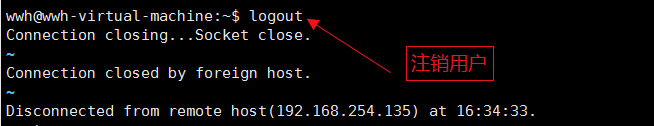 wwh@wwh-virtual-machine:~$ logout
Connection closing...Socket close.
~
Connection closed by foreign host.
~
Disconnected from remote host(192.168.254.135) at 16:34:33.
注销用户